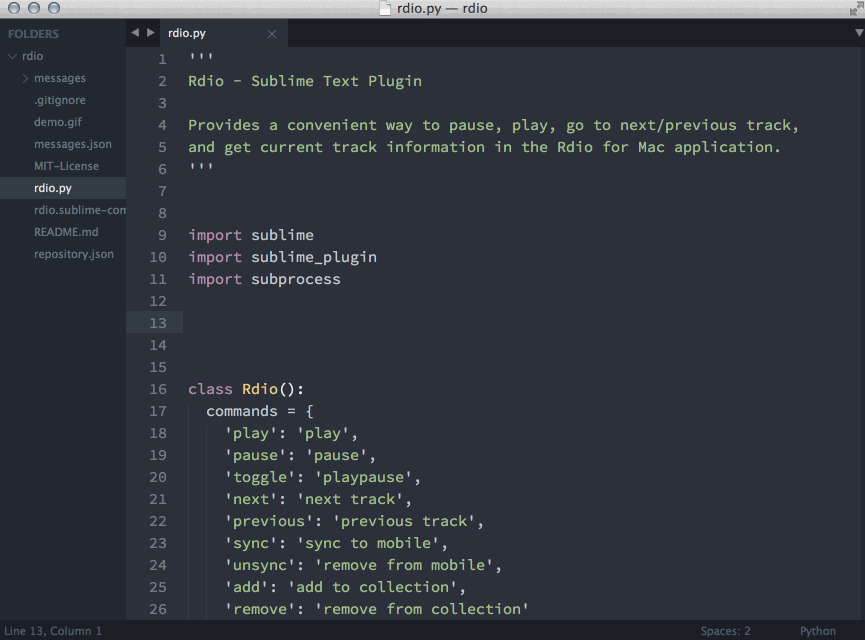 rdio.py — rdio
FOLDERS
rdio
messages
.gitignore
demo.gif
messages.json
MIT-License
rdio.py
rdio.sublime-com
README.md
repository.json
rdio.py
1 '''
2 Rdio - Sublime Text Plugin
3
4 Provides a convenient way to pause, play, go to next/previous track,
5 and get current track information in the Rdio for Mac application.
6 '''
7
8
9 import sublime
10 import sublime_plugin
11 import subprocess
12
13
14
15
16 class Rdio():
17 commands = {
18 'play': 'play',
19 'pause': 'pause',
20 'toggle': 'playpause',
21 'next': 'next track',
22 'previous': 'previous track',
23 'sync': 'sync to mobile',
24 'unsync': 'remove from mobile',
25 'add': 'add to collection',
26 'remove': 'remove from collection'
Line 13, Column 1
Spaces: 2
Python